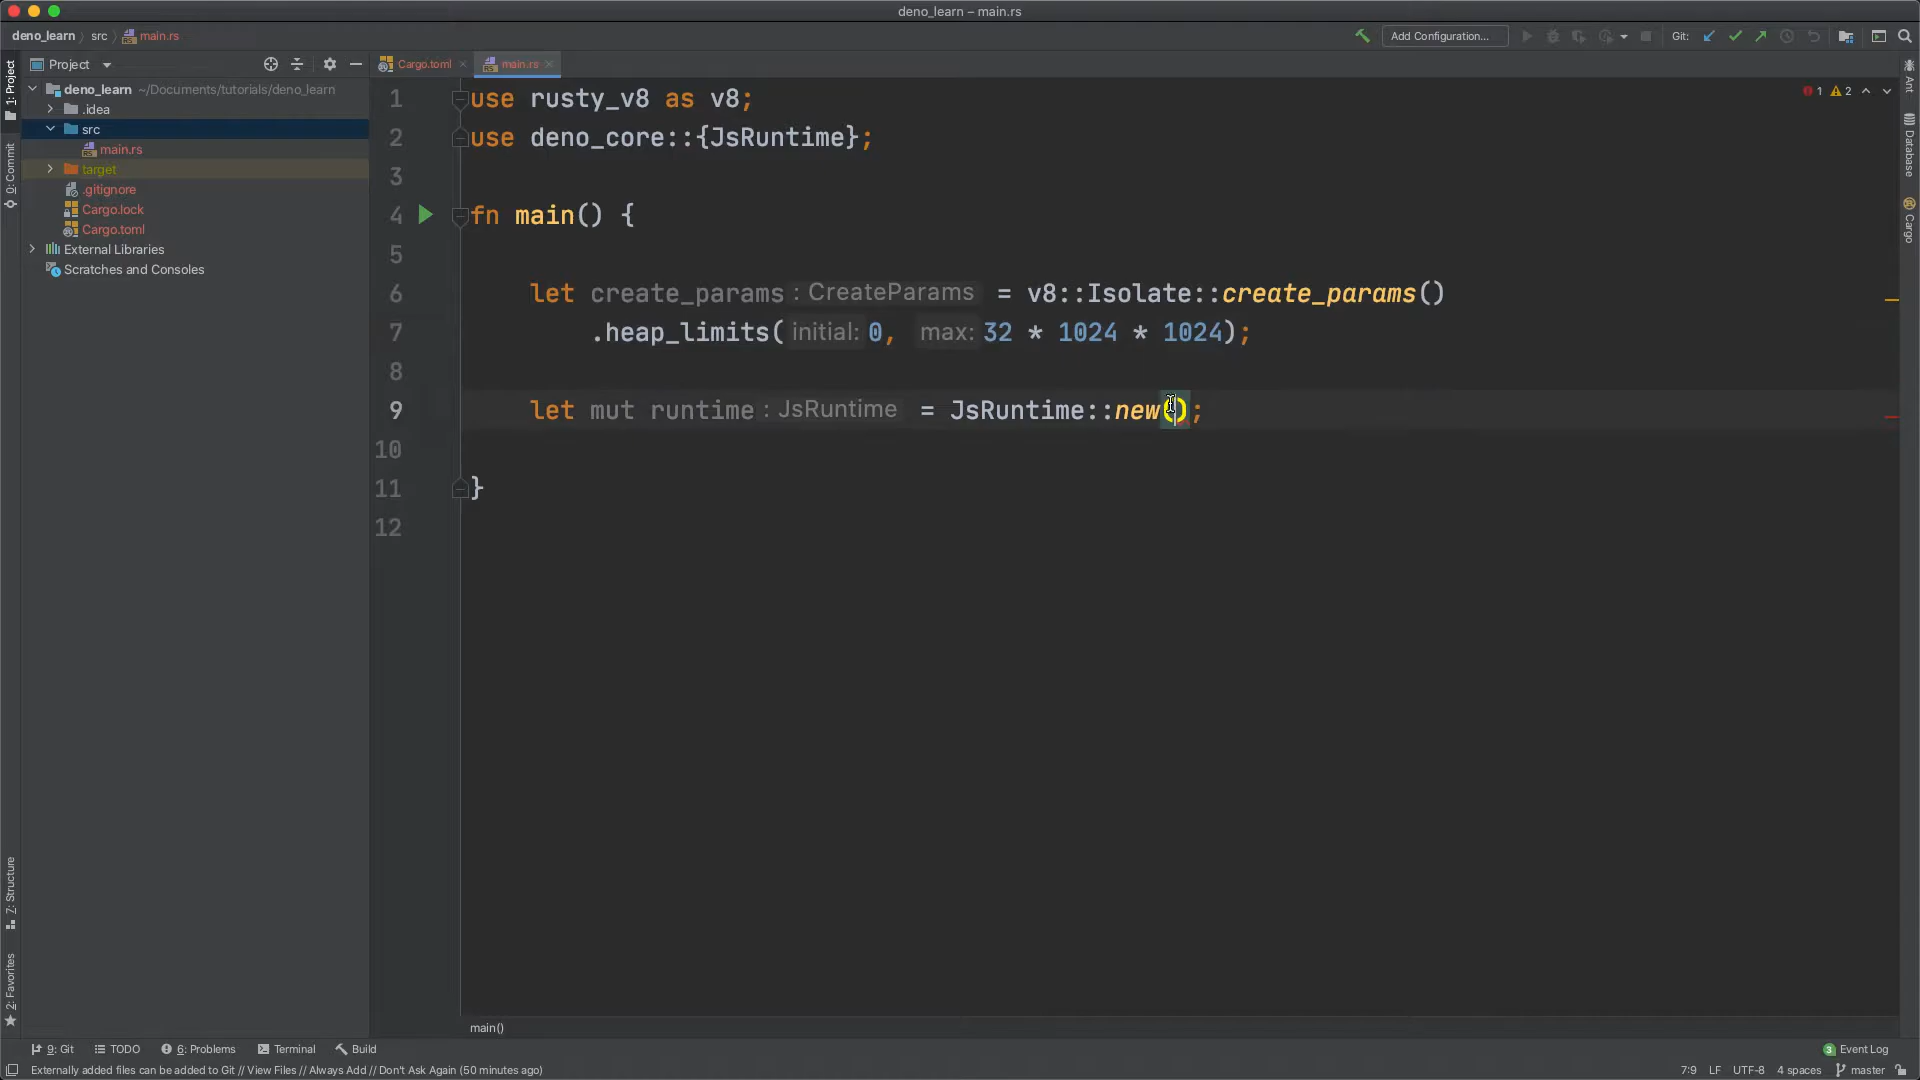 deno_learn – main.rs
deno_learn
src
main.rs
Add Configuration...
Git:
Project
Cargo.toml
main.rs
1: Project
0: Commit
7: Structure
2: Favorites
Ant
Database
Cargo
deno_learn ~/Documents/tutorials/deno_learn
.idea
src
main.rs
target
.gitignore
Cargo.lock
Cargo.toml
External Libraries
Scratches and Consoles
1 2
1 use rusty_v8 as v8;
2 use deno_core::{JsRuntime};
3
4 fn main() {
5
6 let create_params: CreateParams = v8::Isolate::create_params()
7 .heap_limits( initial: 0, max: 32 * 1024 * 1024);
8
9 let mut runtime: JsRuntime = JsRuntime::new();
10
11 }
12
main()
9: Git
TODO
6: Problems
Terminal
Build
3 Event Log
Externally added files can be added to Git // View Files // Always Add // Don't Ask Again (50 minutes ago)
7:9 LF UTF-8 4 spaces master